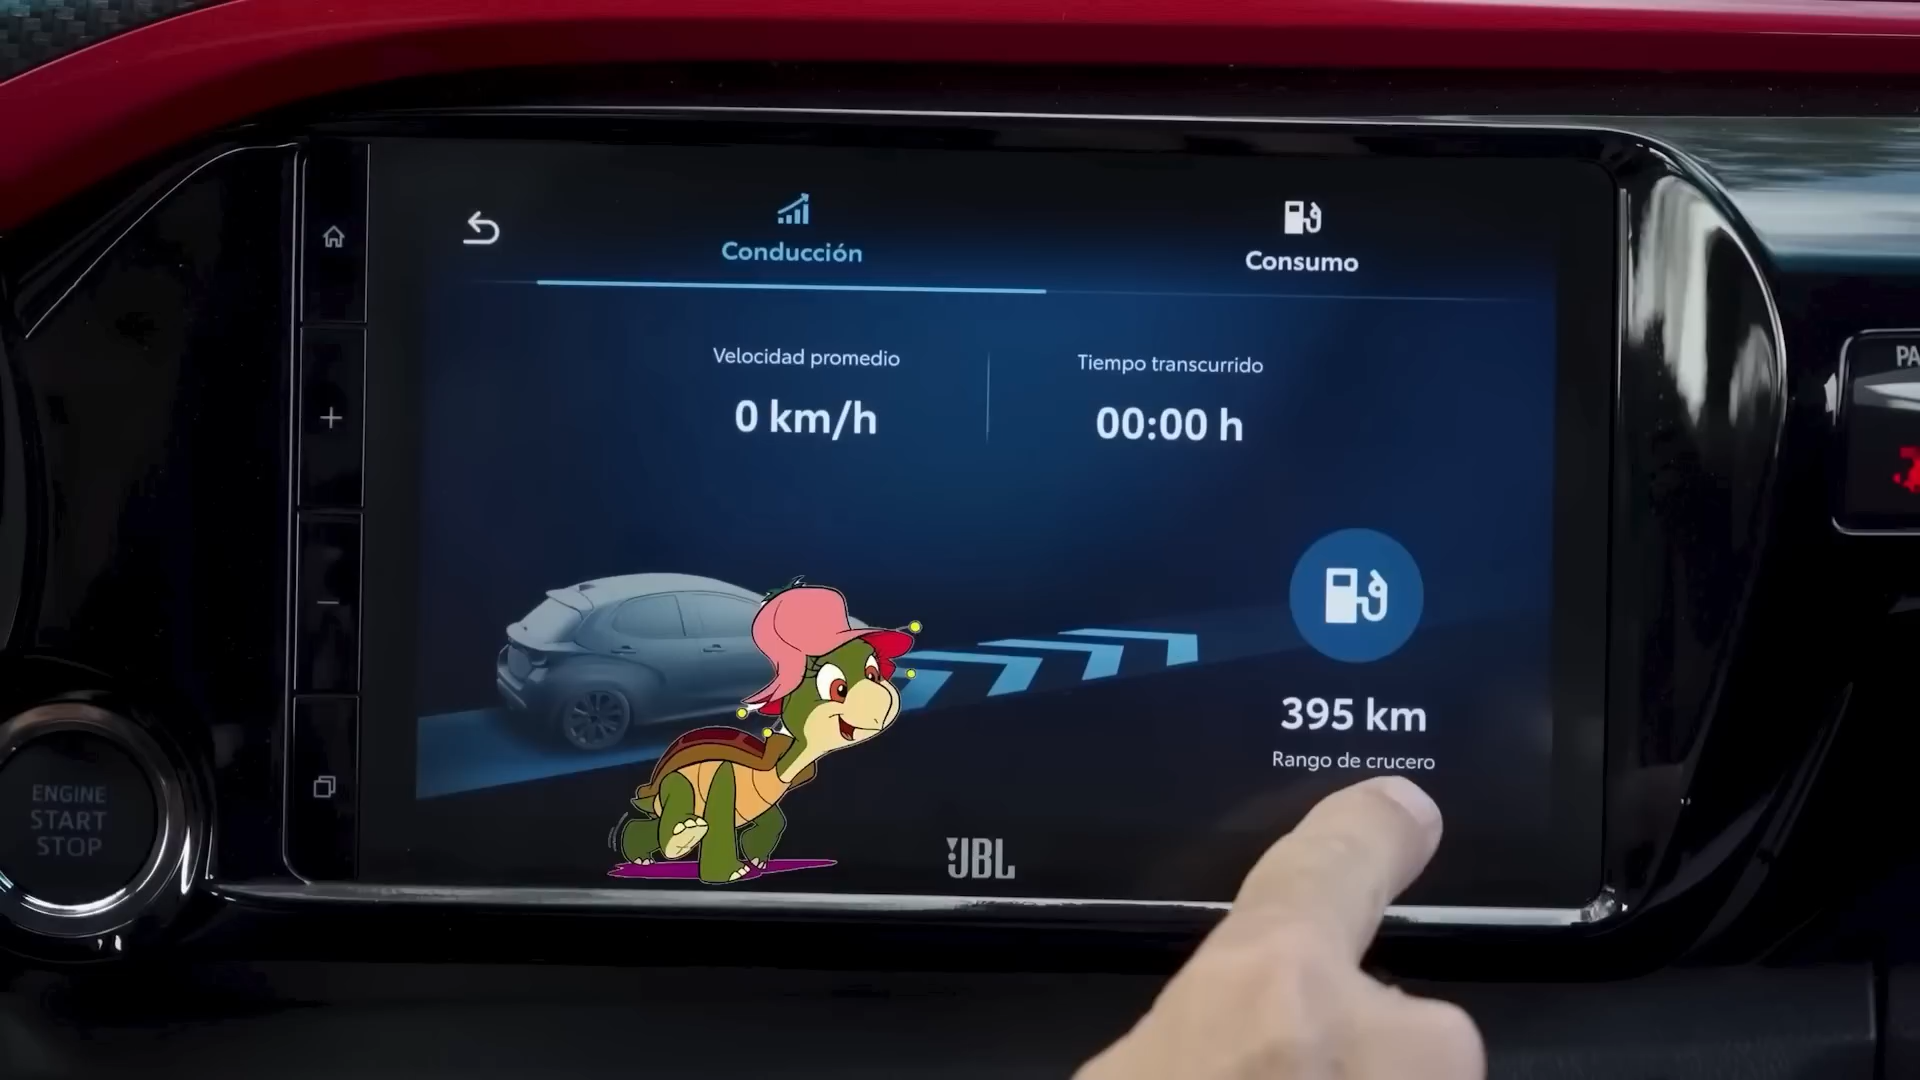 Conducción
Consumo
Velocidad promedio
0 km/h
Tiempo transcurrido
00:00 h
395 km
Rango de crucero
JBL
ENGINE
START
STOP